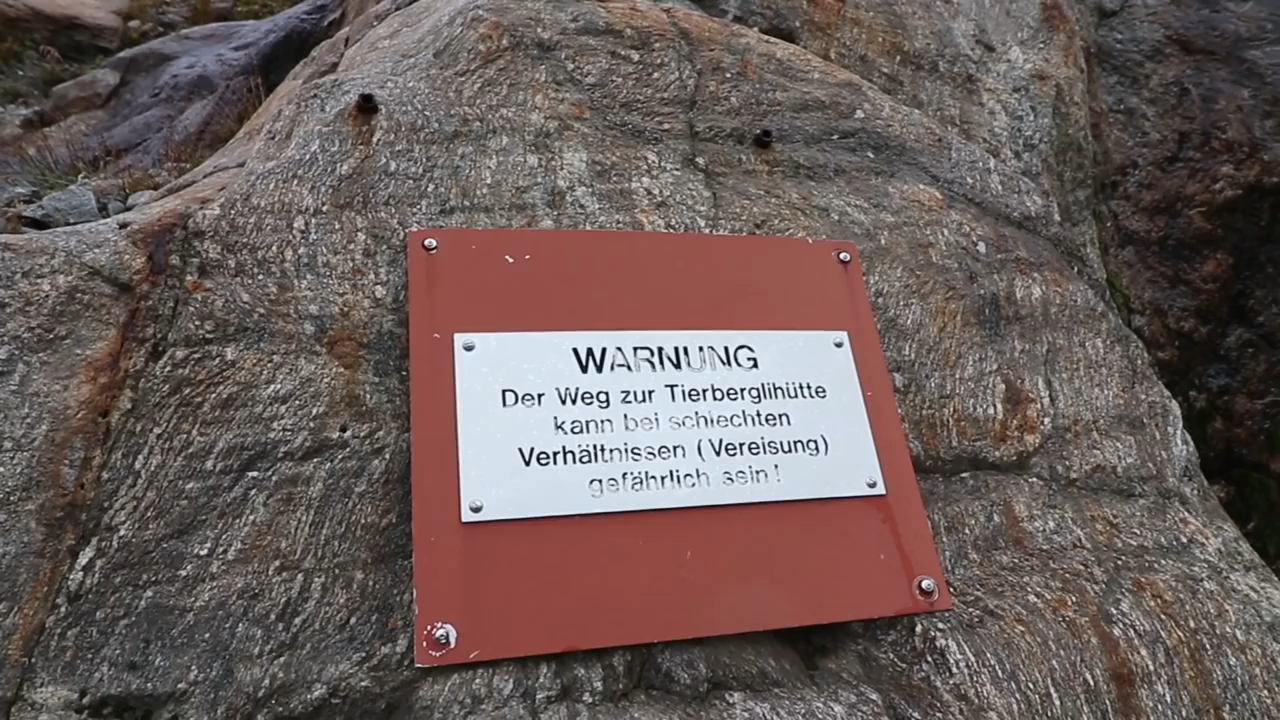 WARNUNG
Der Weg zur Tierberglihütte
kann bei schlechten
Verhältnissen (Vereisung)
gefährlich sein!